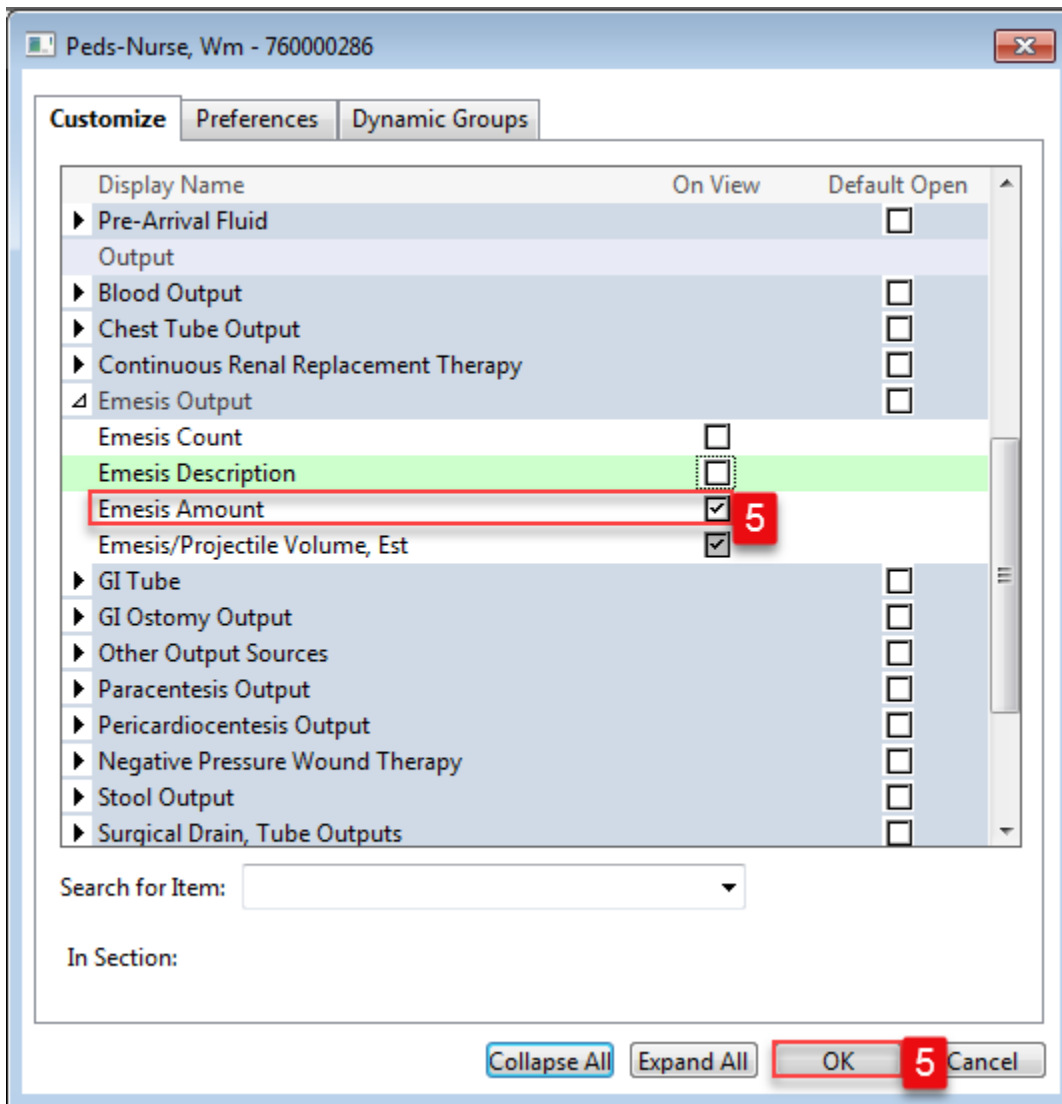 Peds-Nurse, Wm - 760000286
Customize Preferences Dynamic Groups
Display Name On View Default Open
Pre-Arrival Fluid
Output
Blood Output
Chest Tube Output
Continuous Renal Replacement Therapy
Emesis Output
Emesis Count
Emesis Description
Emesis Amount 5
Emesis/Projectile Volume, Est
GI Tube
GI Ostomy Output
Other Output Sources
Paracentesis Output
Pericardiocentesis Output
Negative Pressure Wound Therapy
Stool Output
Surgical Drain, Tube Outputs
Search for Item:
In Section:
Collapse All Expand All OK 5 Cancel